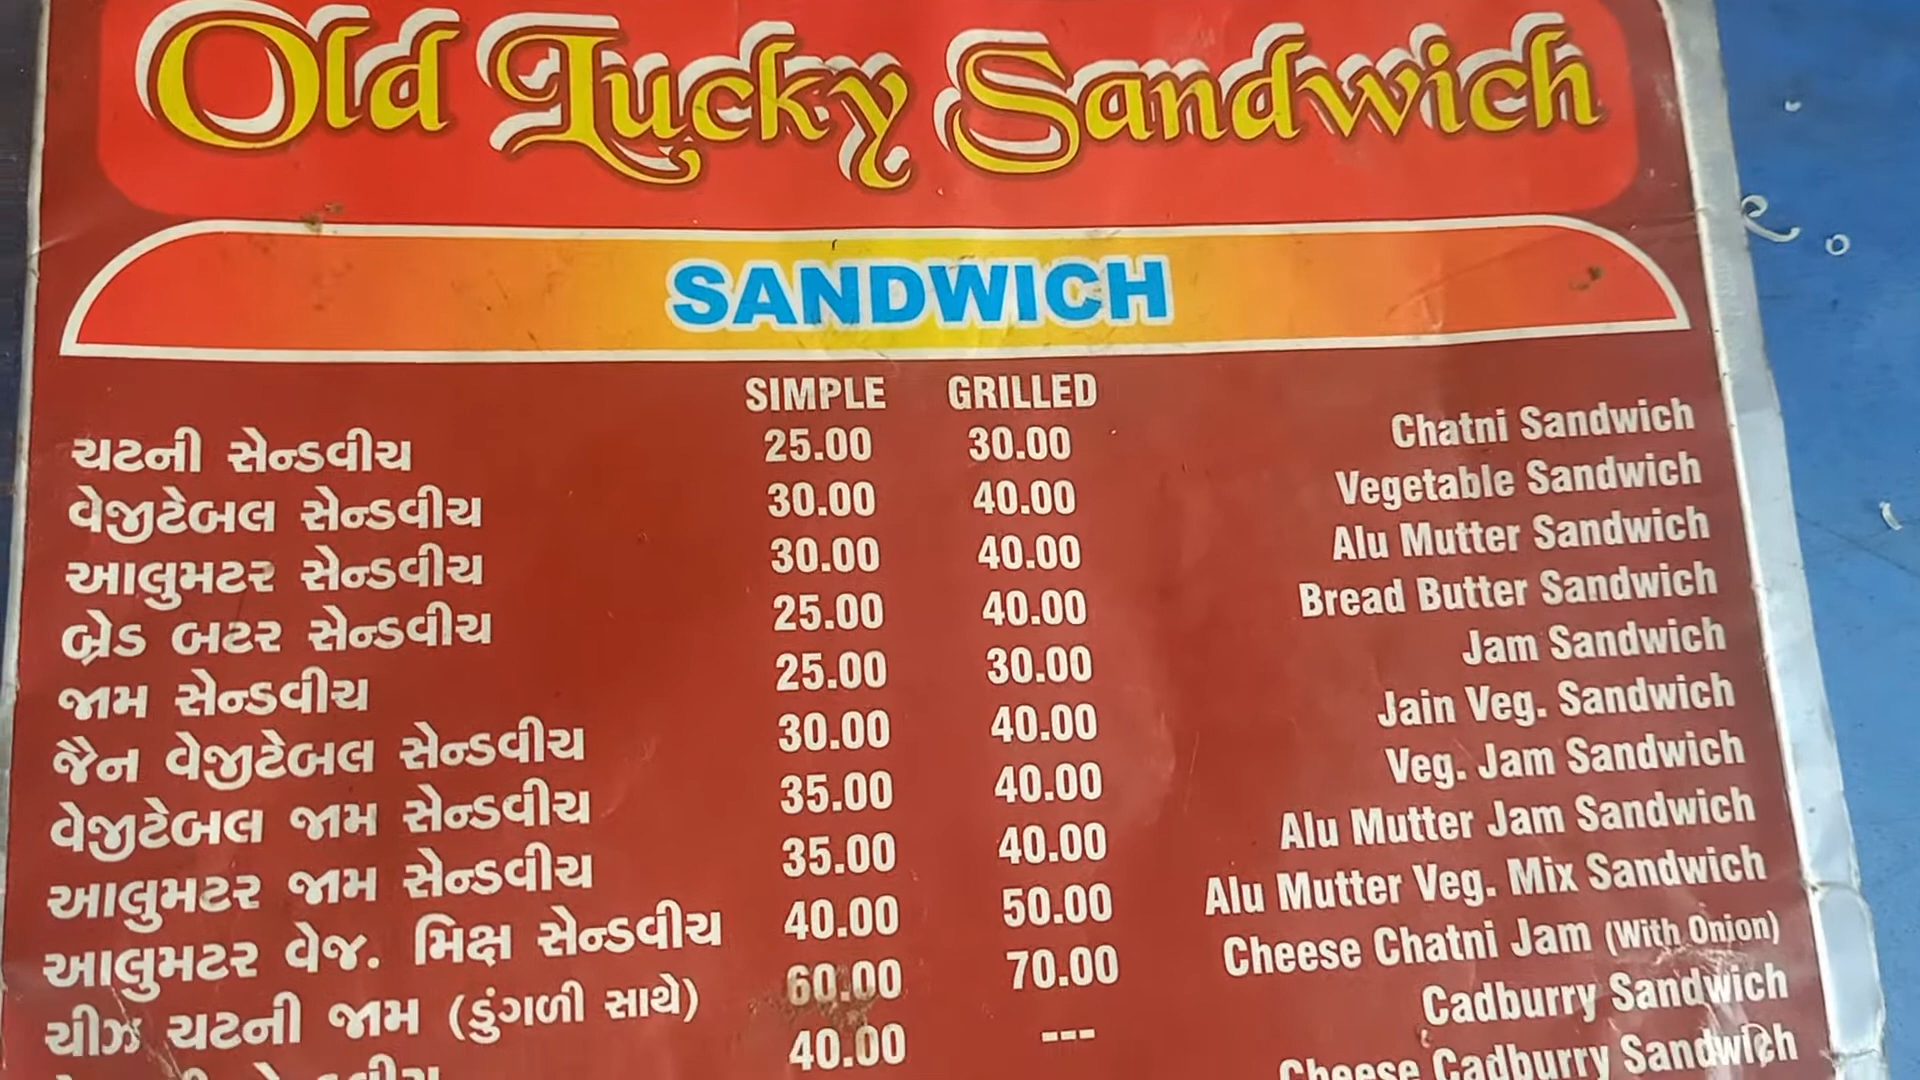 Old Lucky Sandwich
SANDWICH
SIMPLE GRILLED
ચટની સેન્ડવીચ 25.00 30.00 Chatni Sandwich
વેજીટેબલ સેન્ડવીચ 30.00 40.00 Vegetable Sandwich
આલુમટર સેન્ડવીચ 30.00 40.00 Alu Mutter Sandwich
બ્રેડ બટર સેન્ડવીચ 25.00 40.00 Bread Butter Sandwich
જામ સેન્ડવીચ 25.00 30.00 Jam Sandwich
જૈન વેજીટેબલ સેન્ડવીચ 30.00 40.00 Jain Veg. Sandwich
વેજીટેબલ જામ સેન્ડવીચ 35.00 40.00 Veg. Jam Sandwich
આલુમટર જામ સેન્ડવીચ 35.00 40.00 Alu Mutter Jam Sandwich
આલુમટર વેજ. મિક્ષ સેન્ડવીચ 40.00 50.00 Alu Mutter Veg. Mix Sandwich
ચીઝ ચટની જામ (ડુંગળી સાથે) 60.00 70.00 Cheese Chatni Jam (With Onion)
40.00 --- Cadburry Sandwich
Cheese Cadburry Sandwich